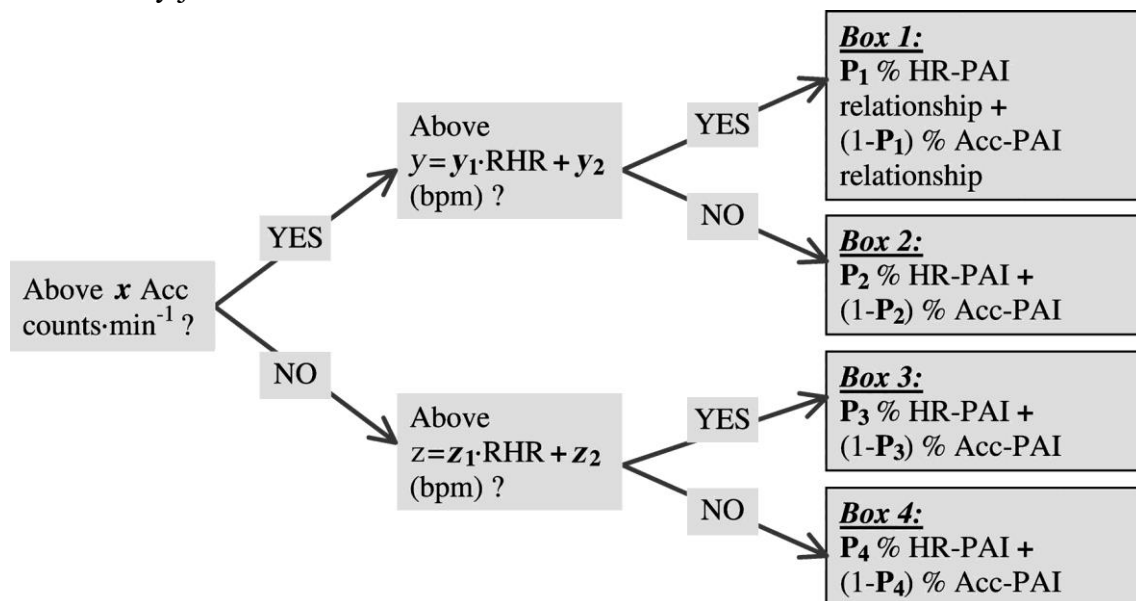 Above x Acc
counts·min⁻¹ ?
YES
NO
Above
y=y₁·RHR + y₂
(bpm) ?
Above
z=z₁·RHR + z₂
(bpm) ?
YES
NO
YES
NO
Box 1:
P₁ % HR-PAI
relationship +
(1-P₁) % Acc-PAI
relationship
Box 2:
P₂ % HR-PAI +
(1-P₂) % Acc-PAI
Box 3:
P₃ % HR-PAI +
(1-P₃) % Acc-PAI
Box 4:
P₄ % HR-PAI +
(1-P₄) % Acc-PAI